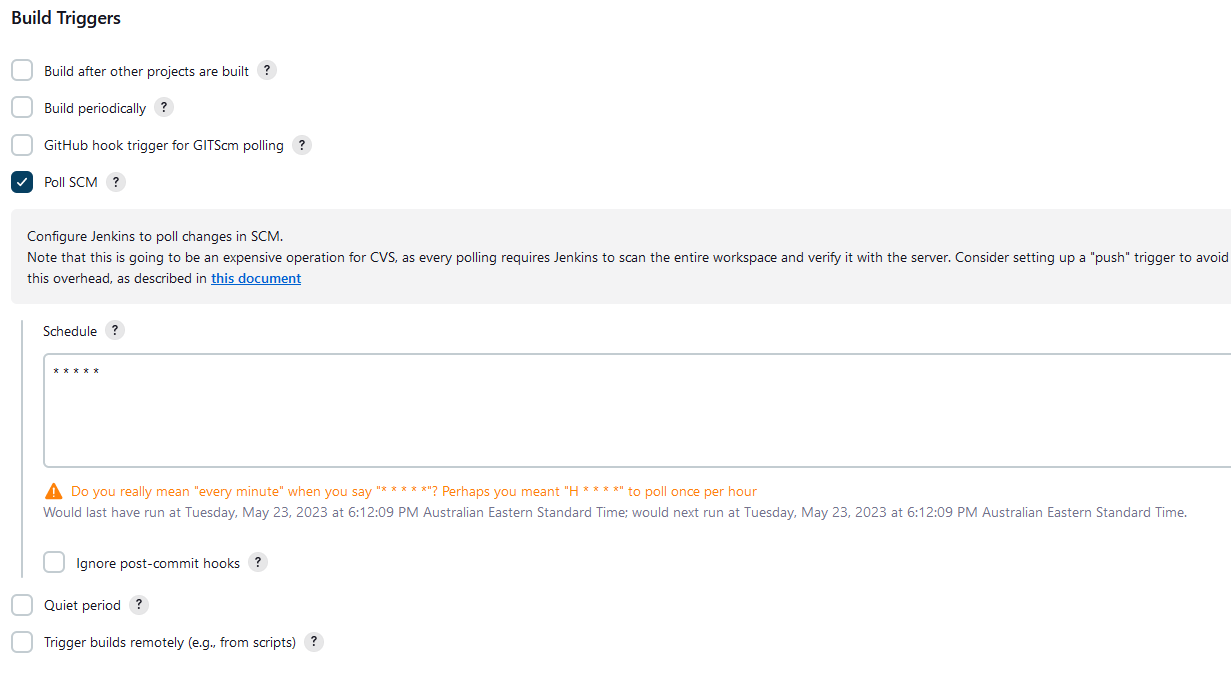 Build Triggers
Build after other projects are built ?
Build periodically ?
GitHub hook trigger for GITScm polling ?
Poll SCM ?
Configure Jenkins to poll changes in SCM.
Note that this is going to be an expensive operation for CVS, as every polling requires Jenkins to scan the entire workspace and verify it with the server. Consider setting up a "push" trigger to avoid
this overhead, as described in this document
Schedule ?
* * * * *
Do you really mean "every minute" when you say "* * * * *"? Perhaps you meant "H * * * *" to poll once per hour
Would last have run at Tuesday, May 23, 2023 at 6:12:09 PM Australian Eastern Standard Time; would next run at Tuesday, May 23, 2023 at 6:12:09 PM Australian Eastern Standard Time.
Ignore post-commit hooks ?
Quiet period ?
Trigger builds remotely (e.g., from scripts) ?